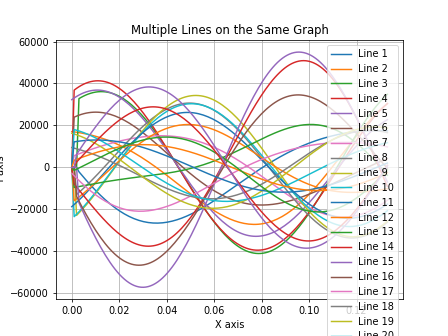 Multiple Lines on the Same Graph
60000
40000
20000
0
−20000
−40000
−60000
0.00
0.02
0.04
0.06
0.08
0.10
X axis
axis
Line 1
Line 2
Line 3
Line 4
Line 5
Line 6
Line 7
Line 8
Line 9
Line 10
Line 11
Line 12
Line 13
Line 14
Line 15
Line 16
Line 17
Line 18
Line 19
Line 20